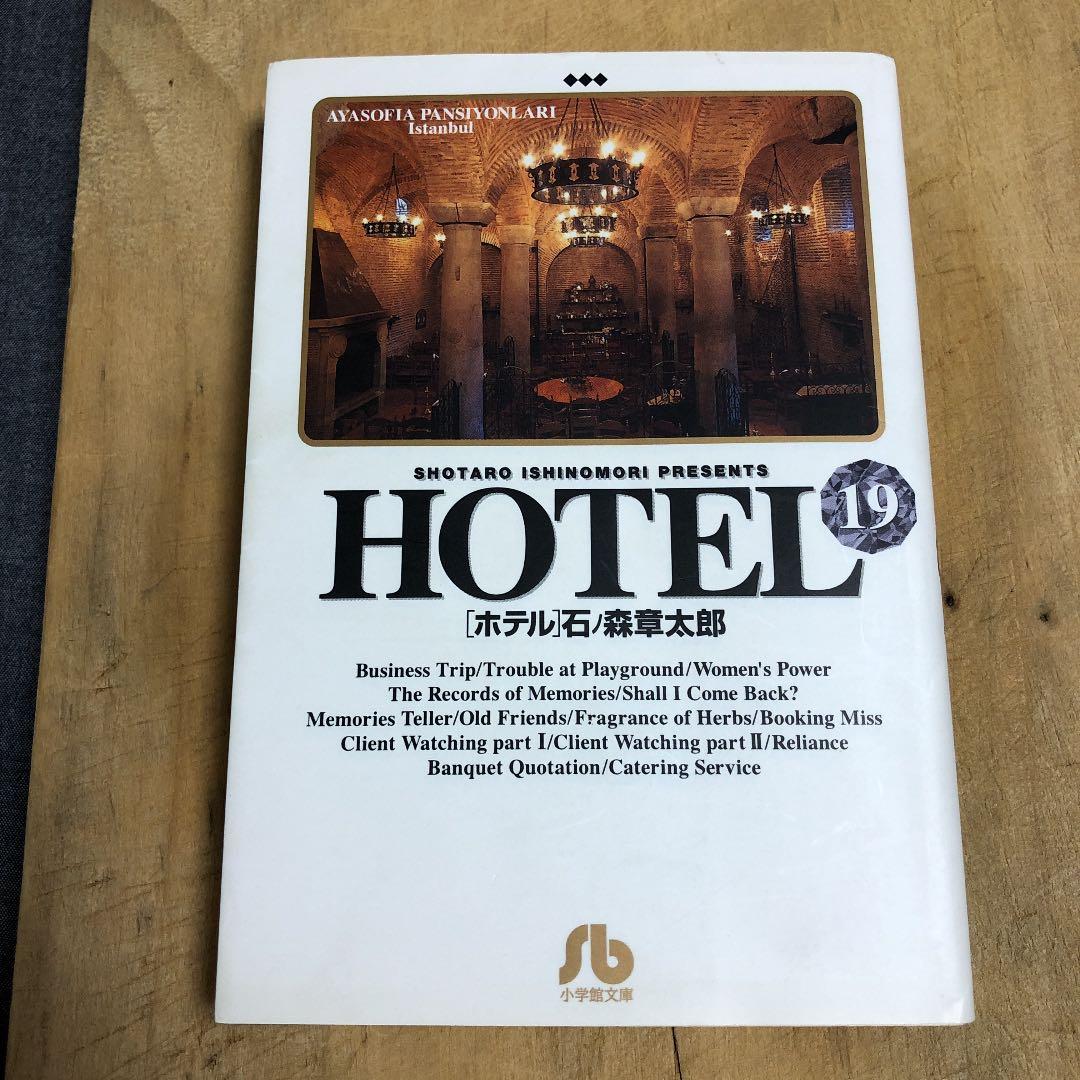 AYASOFIA PANSIYONLARI
Istanbul
SHOTARO ISHINOMORI PRESENTS
HOTEL 19
[ホテル]石ノ森章太郎
Business Trip/Trouble at Playground/Women's Power
The Records of Memories/Shall I Come Back?
Memories Teller/Old Friends/Fragrance of Herbs/Booking Miss
Client Watching part Ⅰ/Client Watching part Ⅱ/Reliance
Banquet Quotation/Catering Service
Sb
小学館文庫